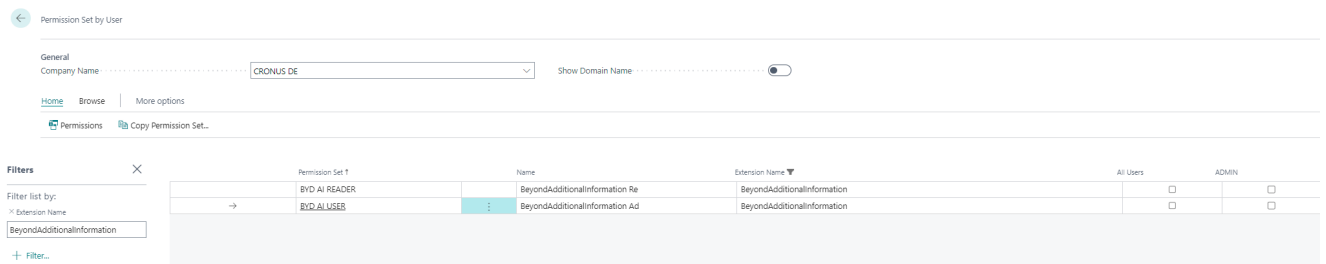 Permission Set by User
General
Company Name CRONUS DE Show Domain Name
Home Browse More options
Permissions Copy Permission Set...
Filters
Filter list by:
Extension Name
BeyondAdditionalInformation
Filter...
Permission Set ↑ Name Extension Name All Users ADMIN
BYD AI READER BeyondAdditionalInformation Re BeyondAdditionalInformation
→ BYD AI USER BeyondAdditionalInformation Ad BeyondAdditionalInformation